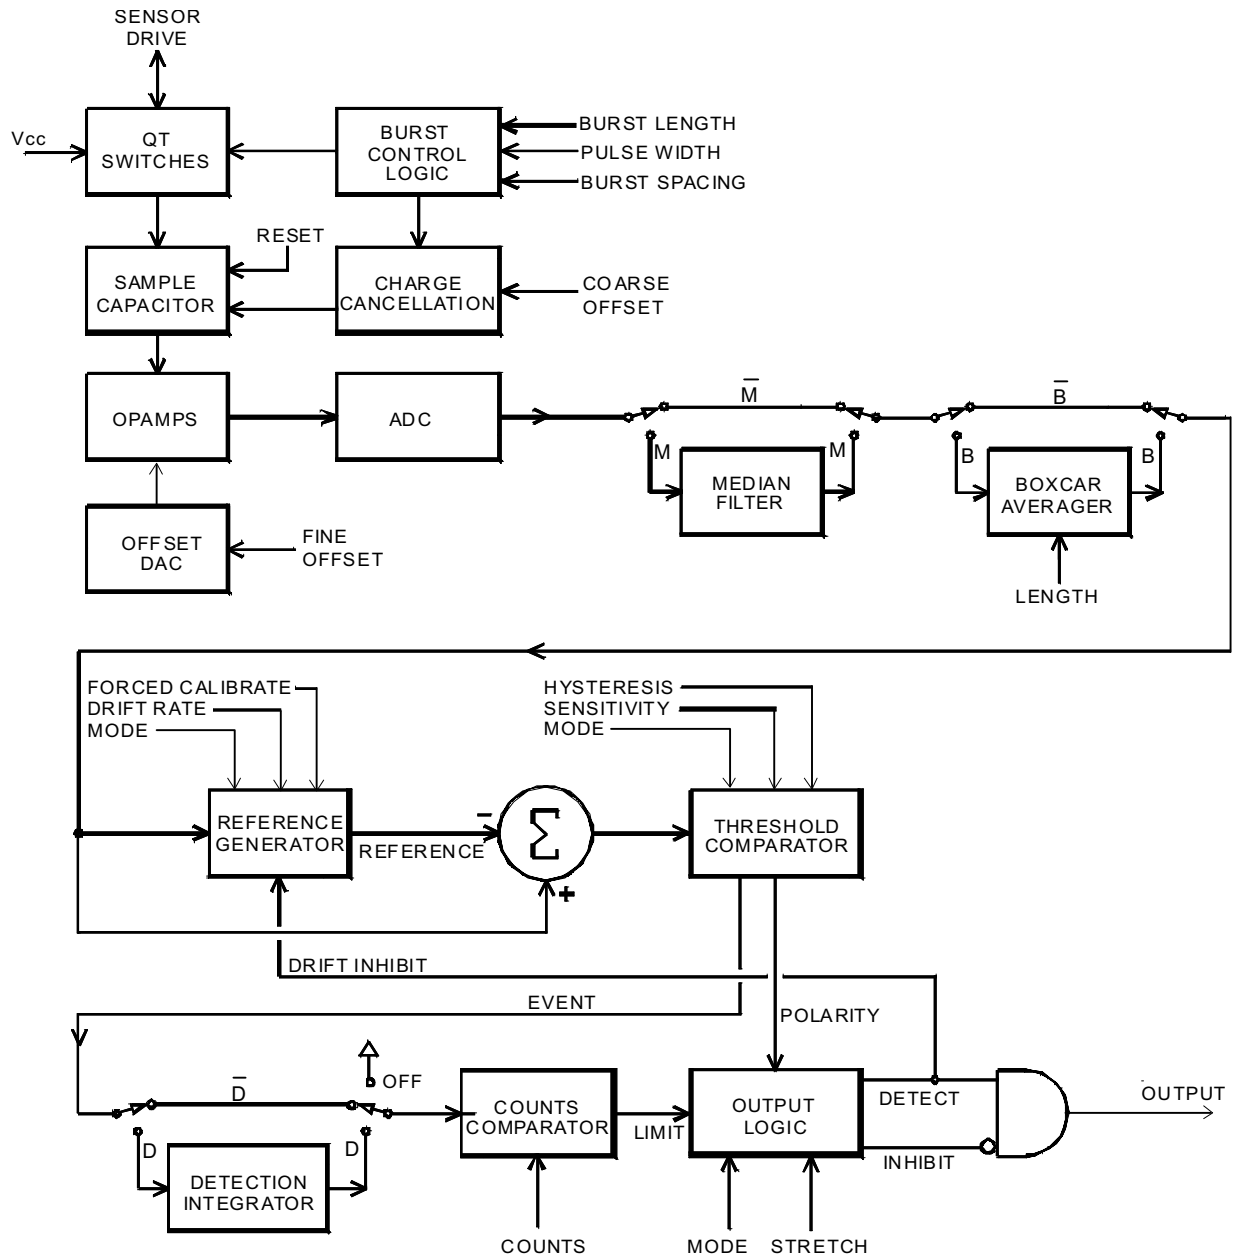 SENSOR
DRIVE
Vcc
QT
SWITCHES
BURST
CONTROL
LOGIC
BURST LENGTH
PULSE WIDTH
BURST SPACING
RESET
SAMPLE
CAPACITOR
CHARGE
CANCELLATION
COARSE
OFFSET
OPAMPS
ADC
M̅
B̅
M
M
MEDIAN
FILTER
B
B
BOXCAR
AVERAGER
LENGTH
OFFSET
DAC
FINE
OFFSET
FORCED CALIBRATE
DRIFT RATE
MODE
HYSTERESIS
SENSITIVITY
MODE
REFERENCE
GENERATOR
REFERENCE
−
Σ
+
THRESHOLD
COMPARATOR
DRIFT INHIBIT
EVENT
POLARITY
D̅
OFF
D
D
DETECTION
INTEGRATOR
COUNTS
COMPARATOR
LIMIT
OUTPUT
LOGIC
DETECT
INHIBIT
OUTPUT
COUNTS
MODE
STRETCH